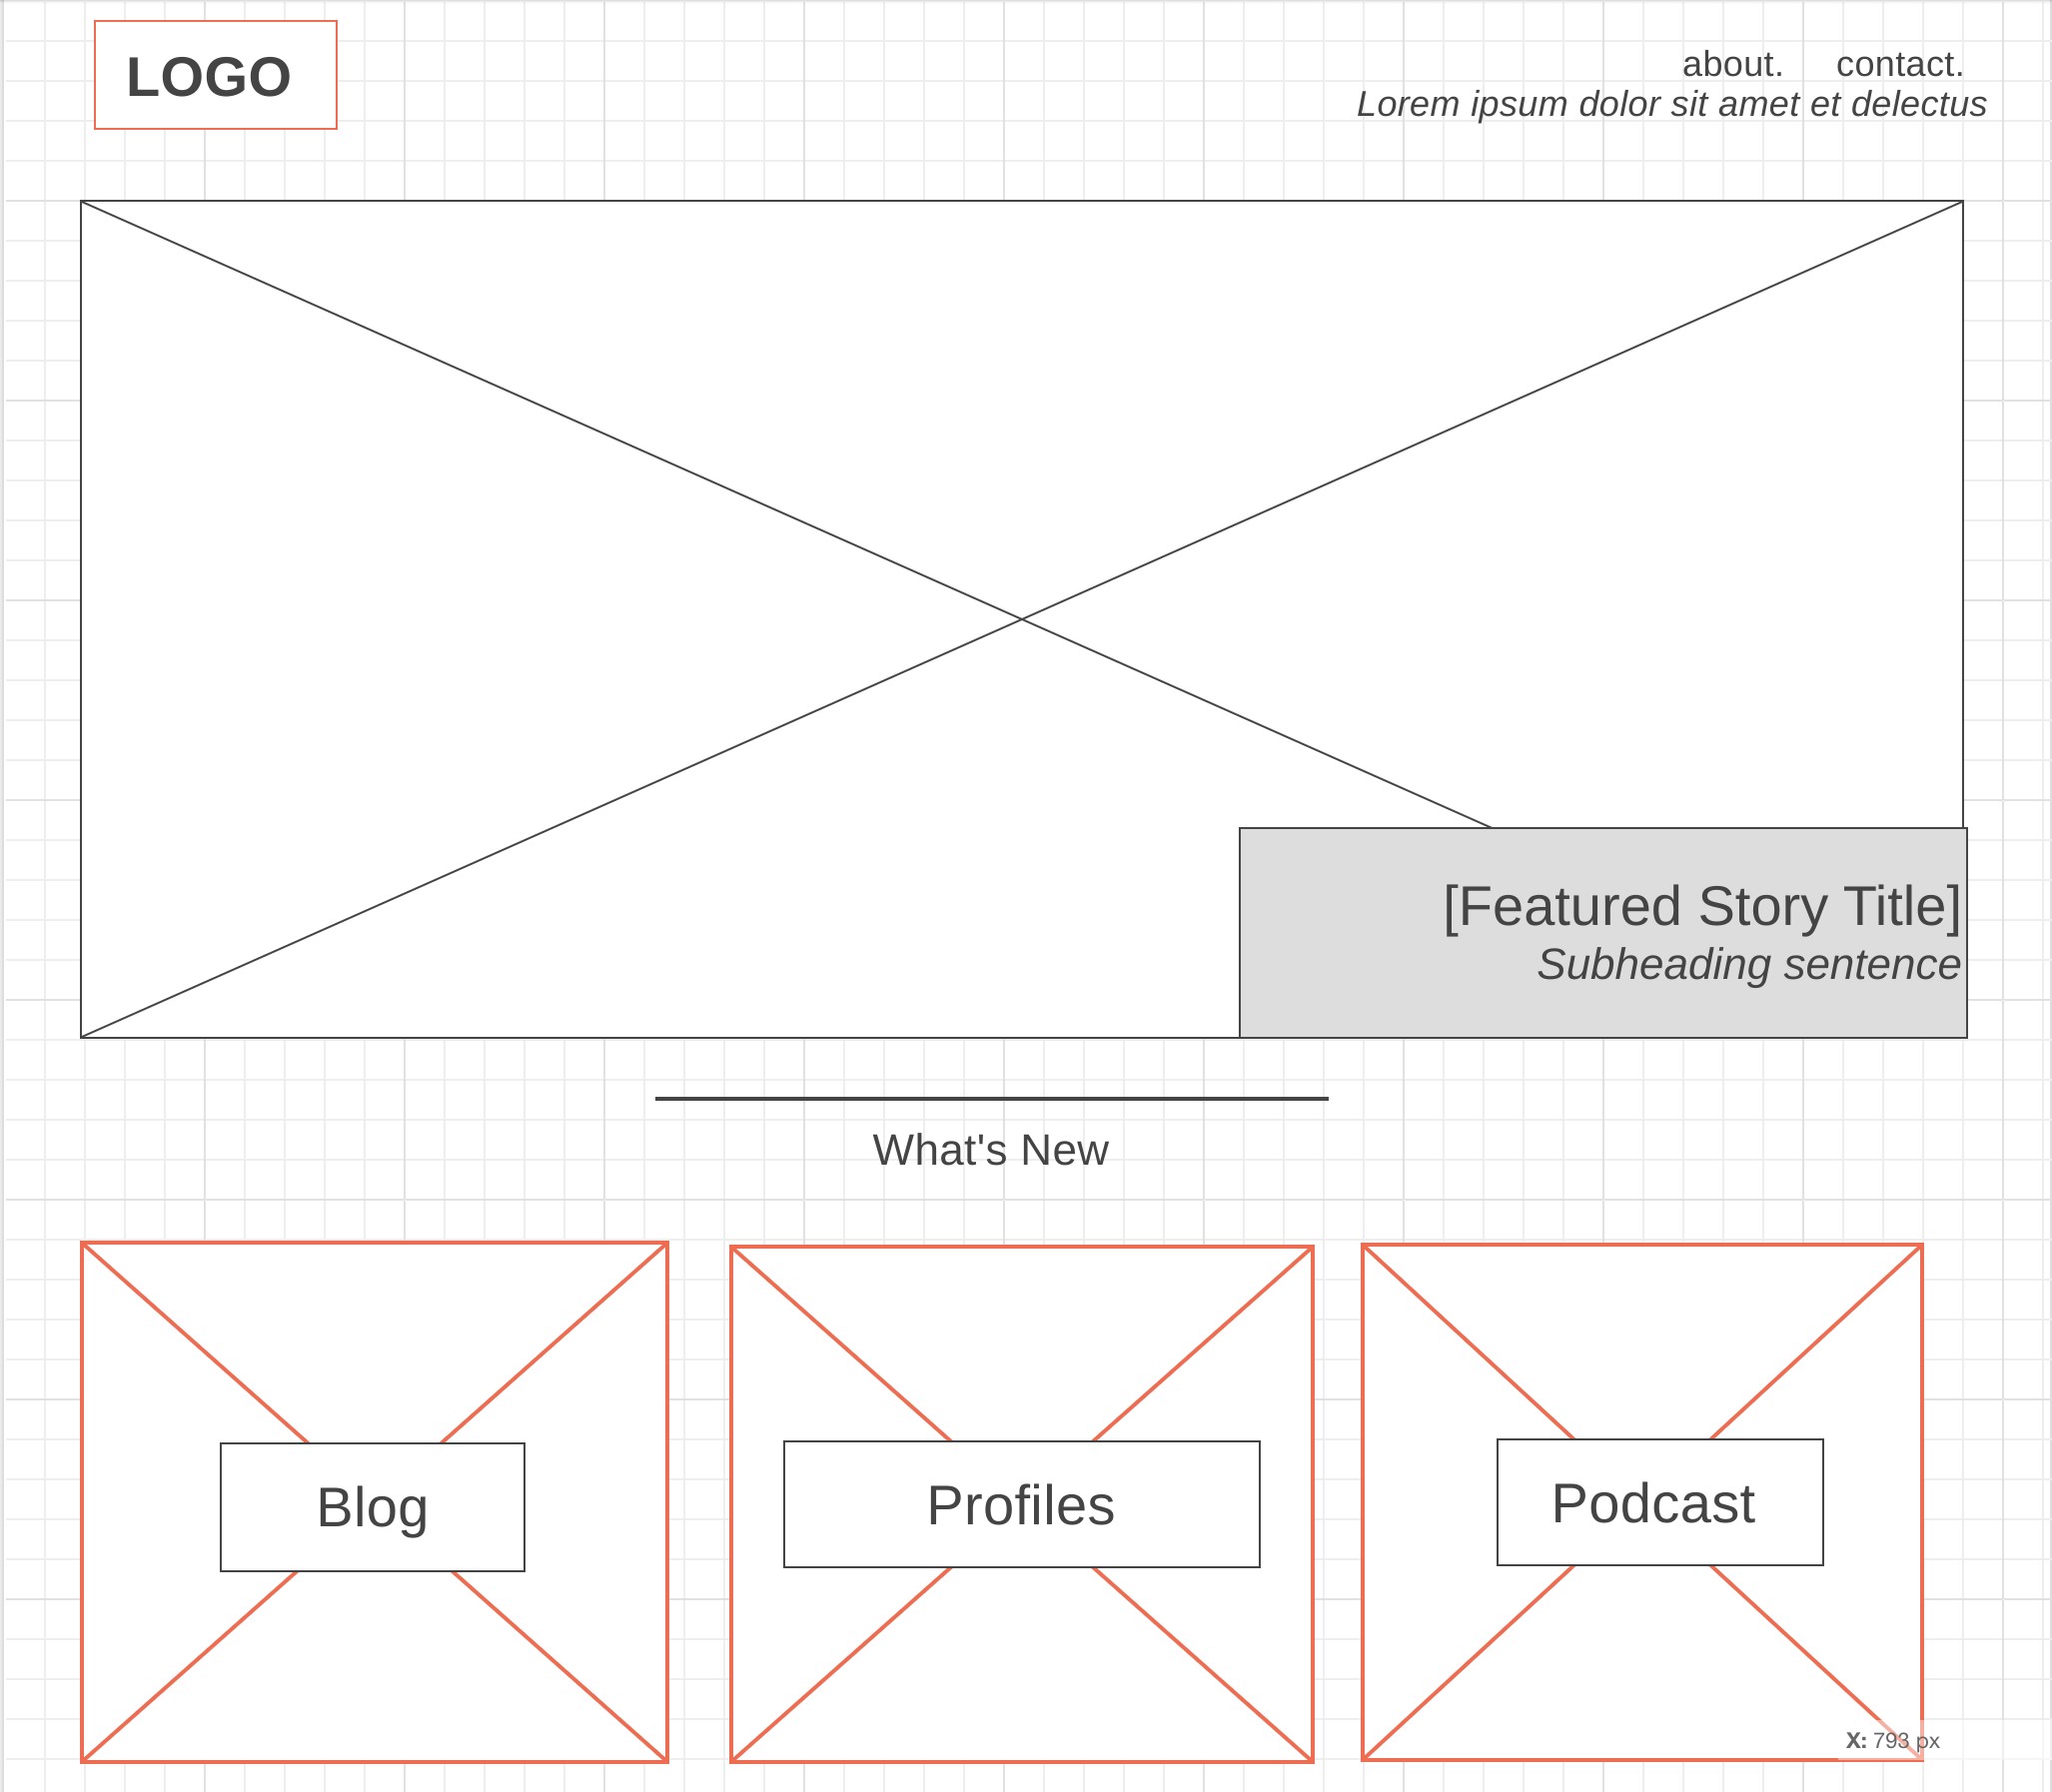 LOGO
about. contact.
Lorem ipsum dolor sit amet et delectus
[Featured Story Title]
Subheading sentence
What's New
Blog
Profiles
Podcast
X: 793 px